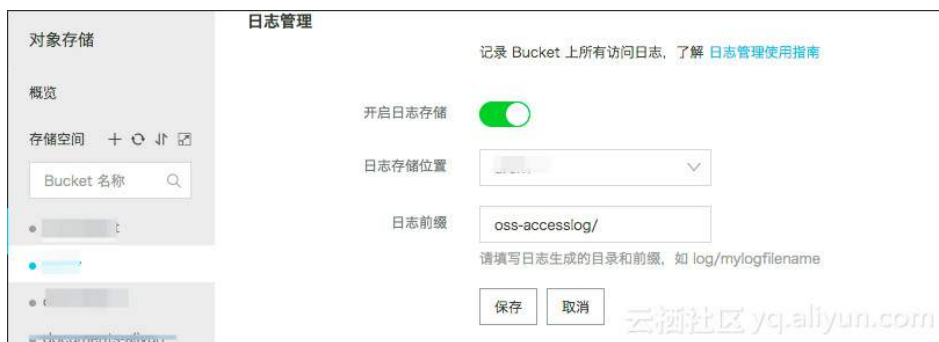 对象存储
概览
存储空间
Bucket 名称
日志管理
记录 Bucket 上所有访问日志，了解 日志管理使用指南
开启日志存储
日志存储位置
日志前缀
oss-accesslog/
请填写日志生成的目录和前缀，如 log/mylogfilename
保存
取消
云栖社区 yq.aliyun.com